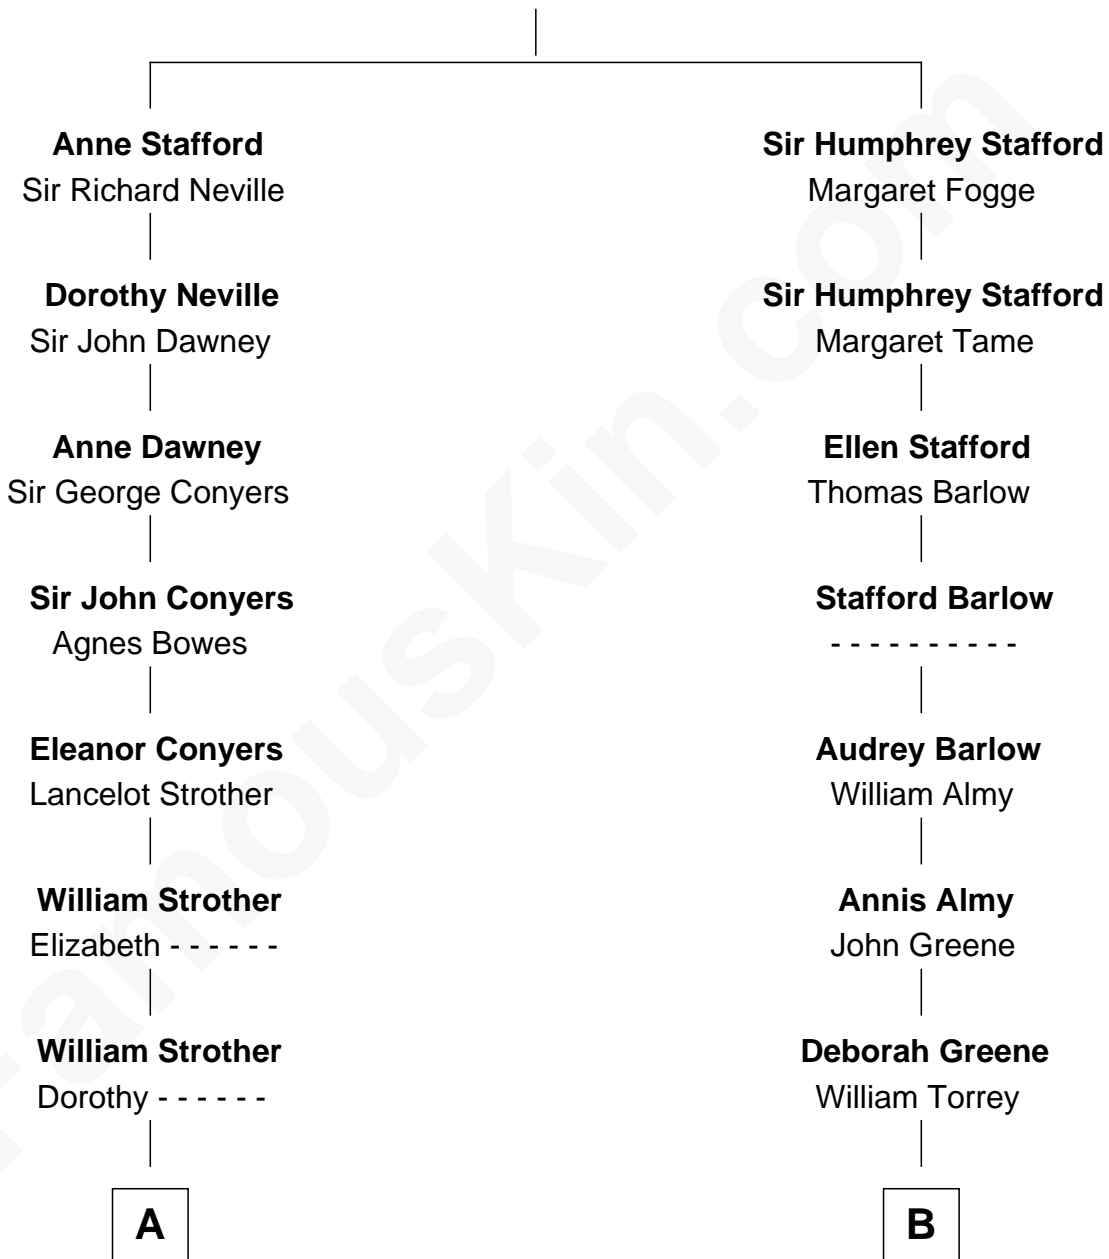 Anne Stafford
Sir Richard Neville
Dorothy Neville
Sir John Dawney
Anne Dawney
Sir George Conyers
Sir John Conyers
Agnes Bowes
Eleanor Conyers
Lancelot Strother
William Strother
Elizabeth - - - - - -
William Strother
Dorothy - - - - - -
A
Sir Humphrey Stafford
Margaret Fogge
Sir Humphrey Stafford
Margaret Tame
Ellen Stafford
Thomas Barlow
Stafford Barlow
- - - - - - - - - -
Audrey Barlow
William Almy
Annis Almy
John Greene
Deborah Greene
William Torrey
B
FamousKin.com